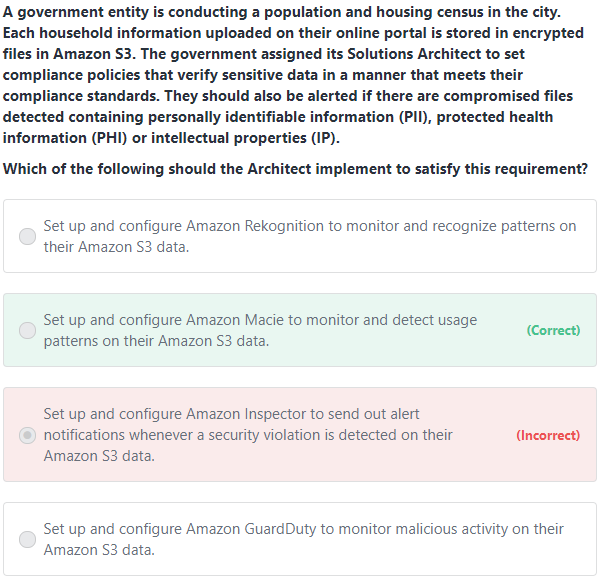 A government entity is conducting a population and housing census in the city.
Each household information uploaded on their online portal is stored in encrypted
files in Amazon S3. The government assigned its Solutions Architect to set
compliance policies that verify sensitive data in a manner that meets their
compliance standards. They should also be alerted if there are compromised files
detected containing personally identifiable information (PII), protected health
information (PHI) or intellectual properties (IP).
Which of the following should the Architect implement to satisfy this requirement?
Set up and configure Amazon Rekognition to monitor and recognize patterns on
their Amazon S3 data.
Set up and configure Amazon Macie to monitor and detect usage
patterns on their Amazon S3 data.
(Correct)
Set up and configure Amazon Inspector to send out alert
notifications whenever a security violation is detected on their
Amazon S3 data.
(Incorrect)
Set up and configure Amazon GuardDuty to monitor malicious activity on their
Amazon S3 data.